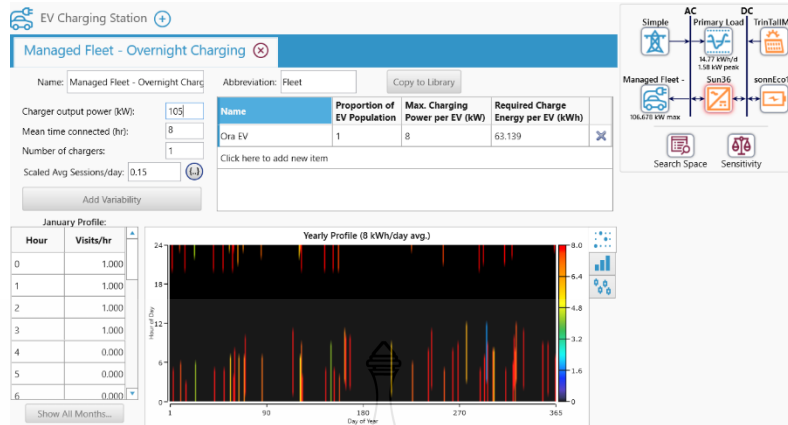 EV Charging Station
Managed Fleet - Overnight Charging
Name: Managed Fleet - Overnight Charg
Abbreviation: Fleet
Copy to Library
Charger output power (kW): 105
Mean time connected (hr): 8
Number of chargers: 1
Scaled Avg Sessions/day: 0.15 {..}
Add Variability
Name Proportion of EV Population Max. Charging Power per EV (kW) Required Charge Energy per EV (kWh)
Ora EV 1 8 63.139
Click here to add new item
January Profile:
Hour Visits/hr
0 1.000
1 1.000
2 1.000
3 1.000
4 0.000
5 0.000
6 0.000
Show All Months...
Yearly Profile (8 kWh/day avg.)
Hour of Day
24
18
12
6
0
1 90 180 270 365
Day of Year
8.0
6.4
4.8
3.2
1.6
0
AC DC
Simple Primary Load TrinTallM
14.77 kWh/d
1.58 kW peak
Managed Fleet - Sun36 sonnEcoT
106.678 kW max
Search Space Sensitivity